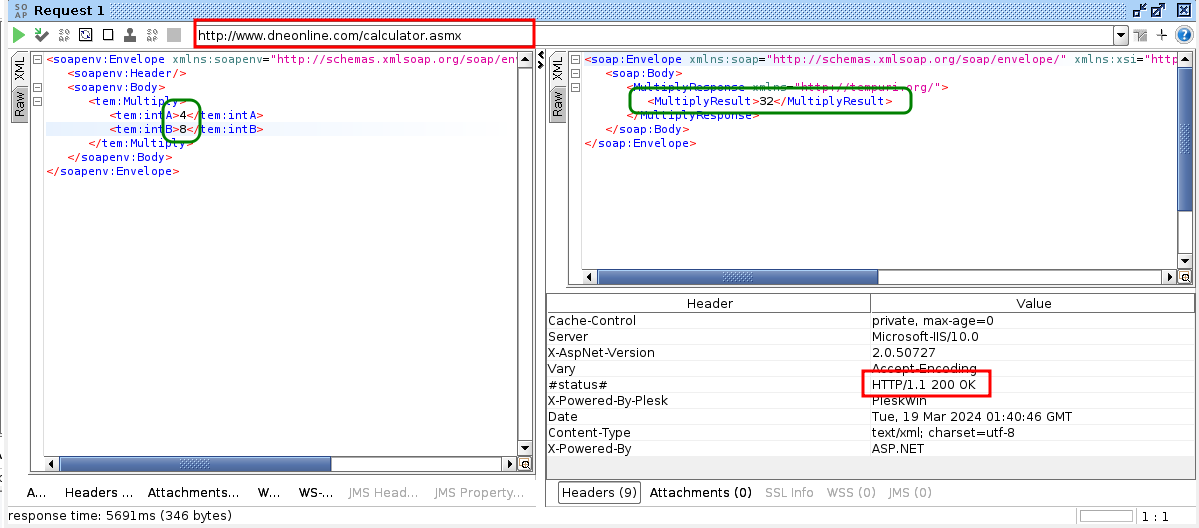 SO AP Request 1
SO AP SO AP http://www.dneonline.com/calculator.asmx
XML
Raw
<soapenv:Envelope xmlns:soapenv="http://schemas.xmlsoap.org/soap/en
<soapenv:Header/>
<soapenv:Body>
<tem:Multiply>
<tem:intA>4</tem:intA>
<tem:intB>8</tem:intB>
</tem:Multiply>
</soapenv:Body>
</soapenv:Envelope>
XML
Raw
<soap:Envelope xmlns:soap="http://schemas.xmlsoap.org/soap/envelope/" xmlns:xsi="http
<soap:Body>
<MultiplyResponse xmlns="http://tempuri.org/">
<MultiplyResult>32</MultiplyResult>
</MultiplyResponse>
</soap:Body>
</soap:Envelope>
Header Value
Cache-Control private, max-age=0
Server Microsoft-IIS/10.0
X-AspNet-Version 2.0.50727
Vary Accept-Encoding
#status# HTTP/1.1 200 OK
X-Powered-By-Plesk PleskWin
Date Tue, 19 Mar 2024 01:40:46 GMT
Content-Type text/xml; charset=utf-8
X-Powered-By ASP.NET
A... Headers ... Attachments... W... WS-... JMS Head... JMS Property...
Headers (9) Attachments (0) SSL Info WSS (0) JMS (0)
response time: 5691ms (346 bytes) 1 : 1